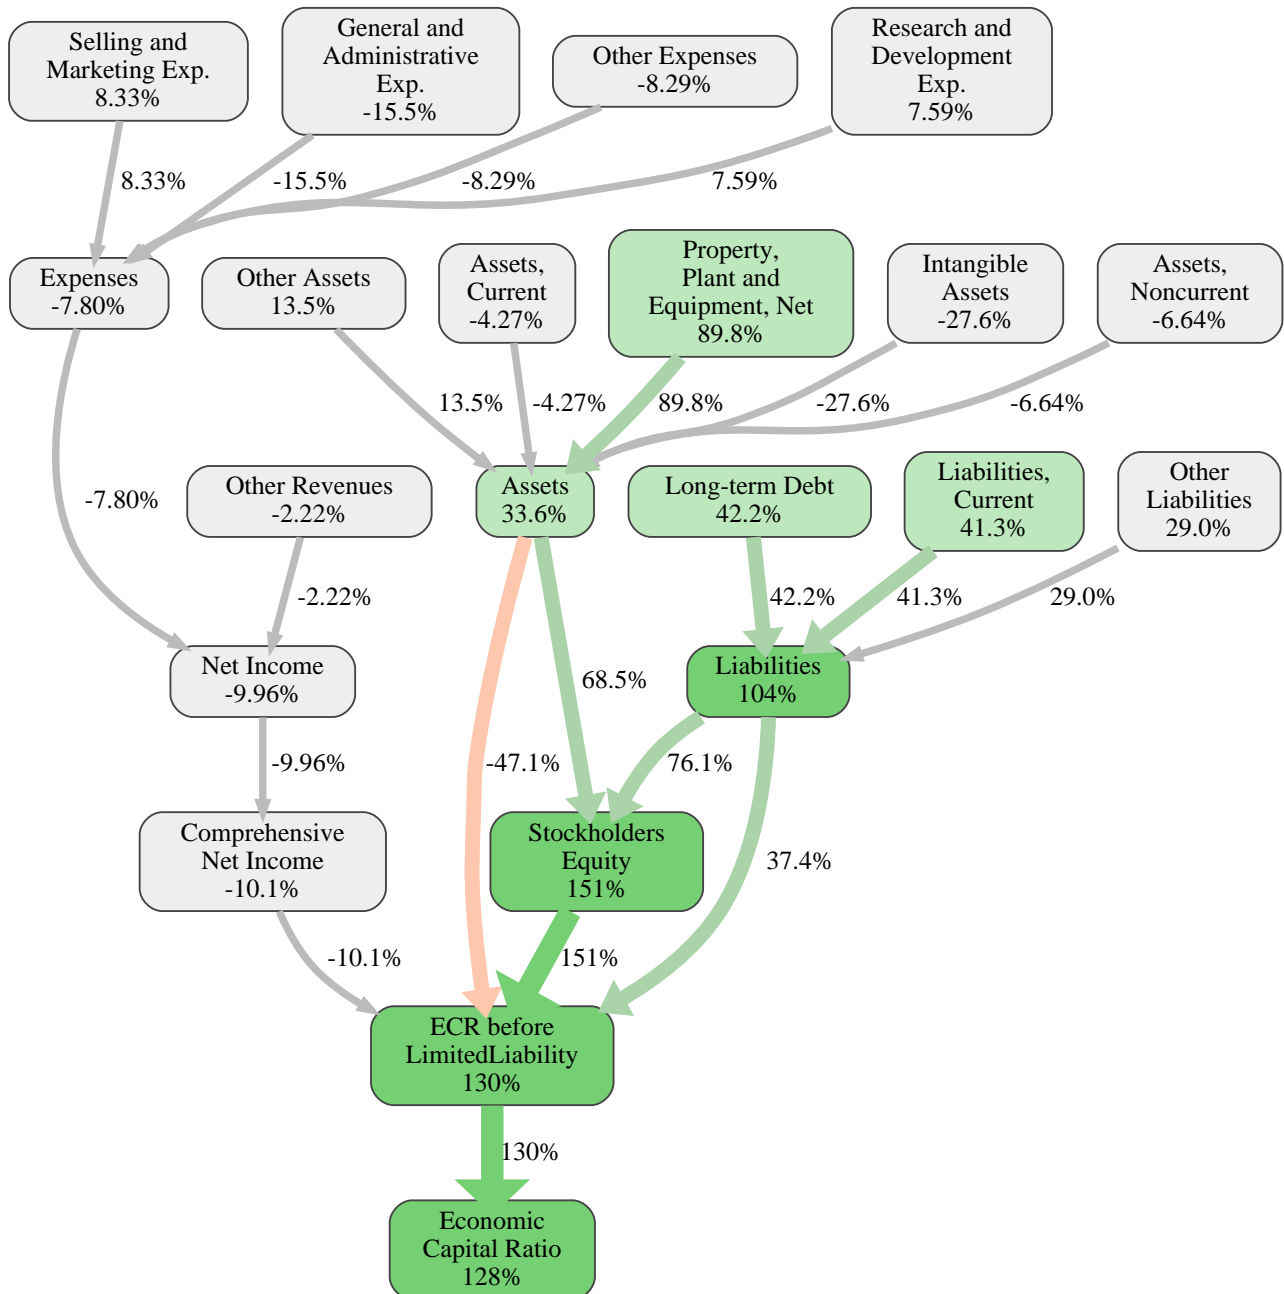 Selling and
Marketing Exp.
8.33%
General and
Administrative
Exp.
-15.5%
Other Expenses
-8.29%
Research and
Development
Exp.
7.59%
8.33%
-15.5%
-8.29%
7.59%
Expenses
-7.80%
Other Assets
13.5%
Assets,
Current
-4.27%
Property,
Plant and
Equipment, Net
89.8%
Intangible
Assets
-27.6%
Assets,
Noncurrent
-6.64%
13.5%
-4.27%
89.8%
-27.6%
-6.64%
-7.80%
Other Revenues
-2.22%
Assets
33.6%
Long-term Debt
42.2%
Liabilities,
Current
41.3%
Other
Liabilities
29.0%
-2.22%
42.2%
41.3%
29.0%
Net Income
-9.96%
68.5%
Liabilities
104%
-9.96%
-47.1%
76.1%
Comprehensive
Net Income
-10.1%
Stockholders
Equity
151%
37.4%
-10.1%
151%
ECR before
LimitedLiability
130%
130%
Economic
Capital Ratio
128%